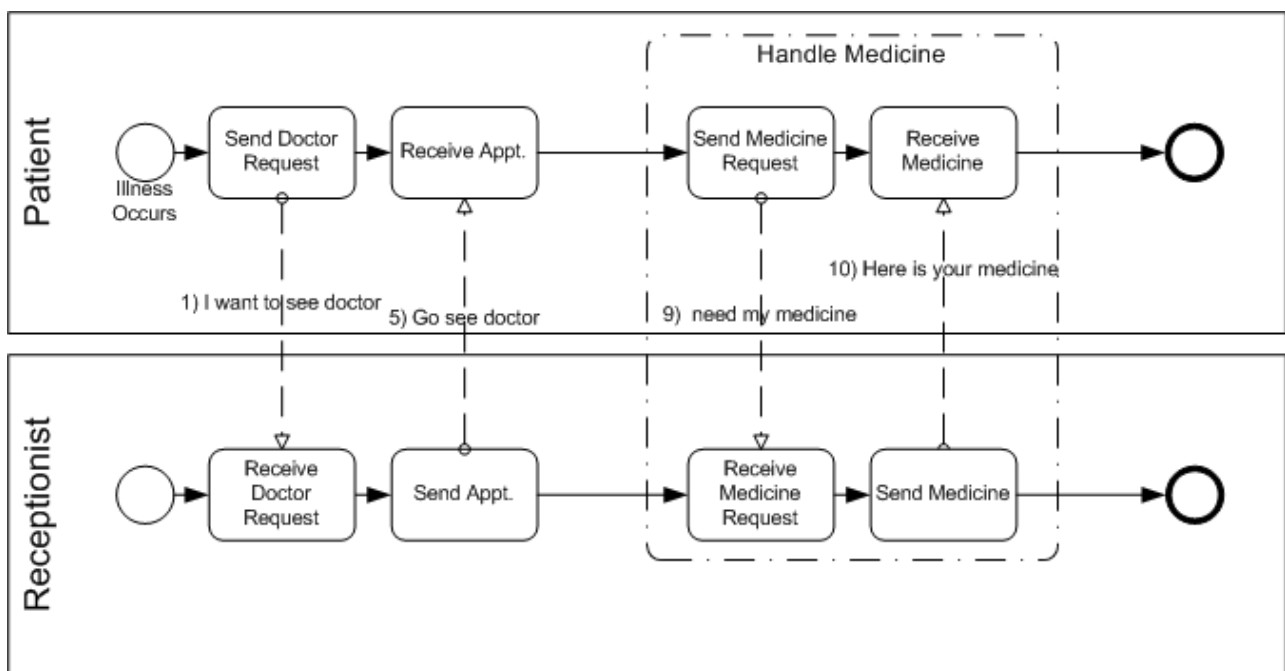 Handle Medicine
Patient
Send Doctor
Request
Receive Appt.
Send Medicine
Request
Receive
Medicine
Illness
Occurs
10) Here is your medicine
1) I want to see doctor
5) Go see doctor
9) need my medicine
Receptionist
Receive
Doctor
Request
Send Appt.
Receive
Medicine
Request
Send Medicine